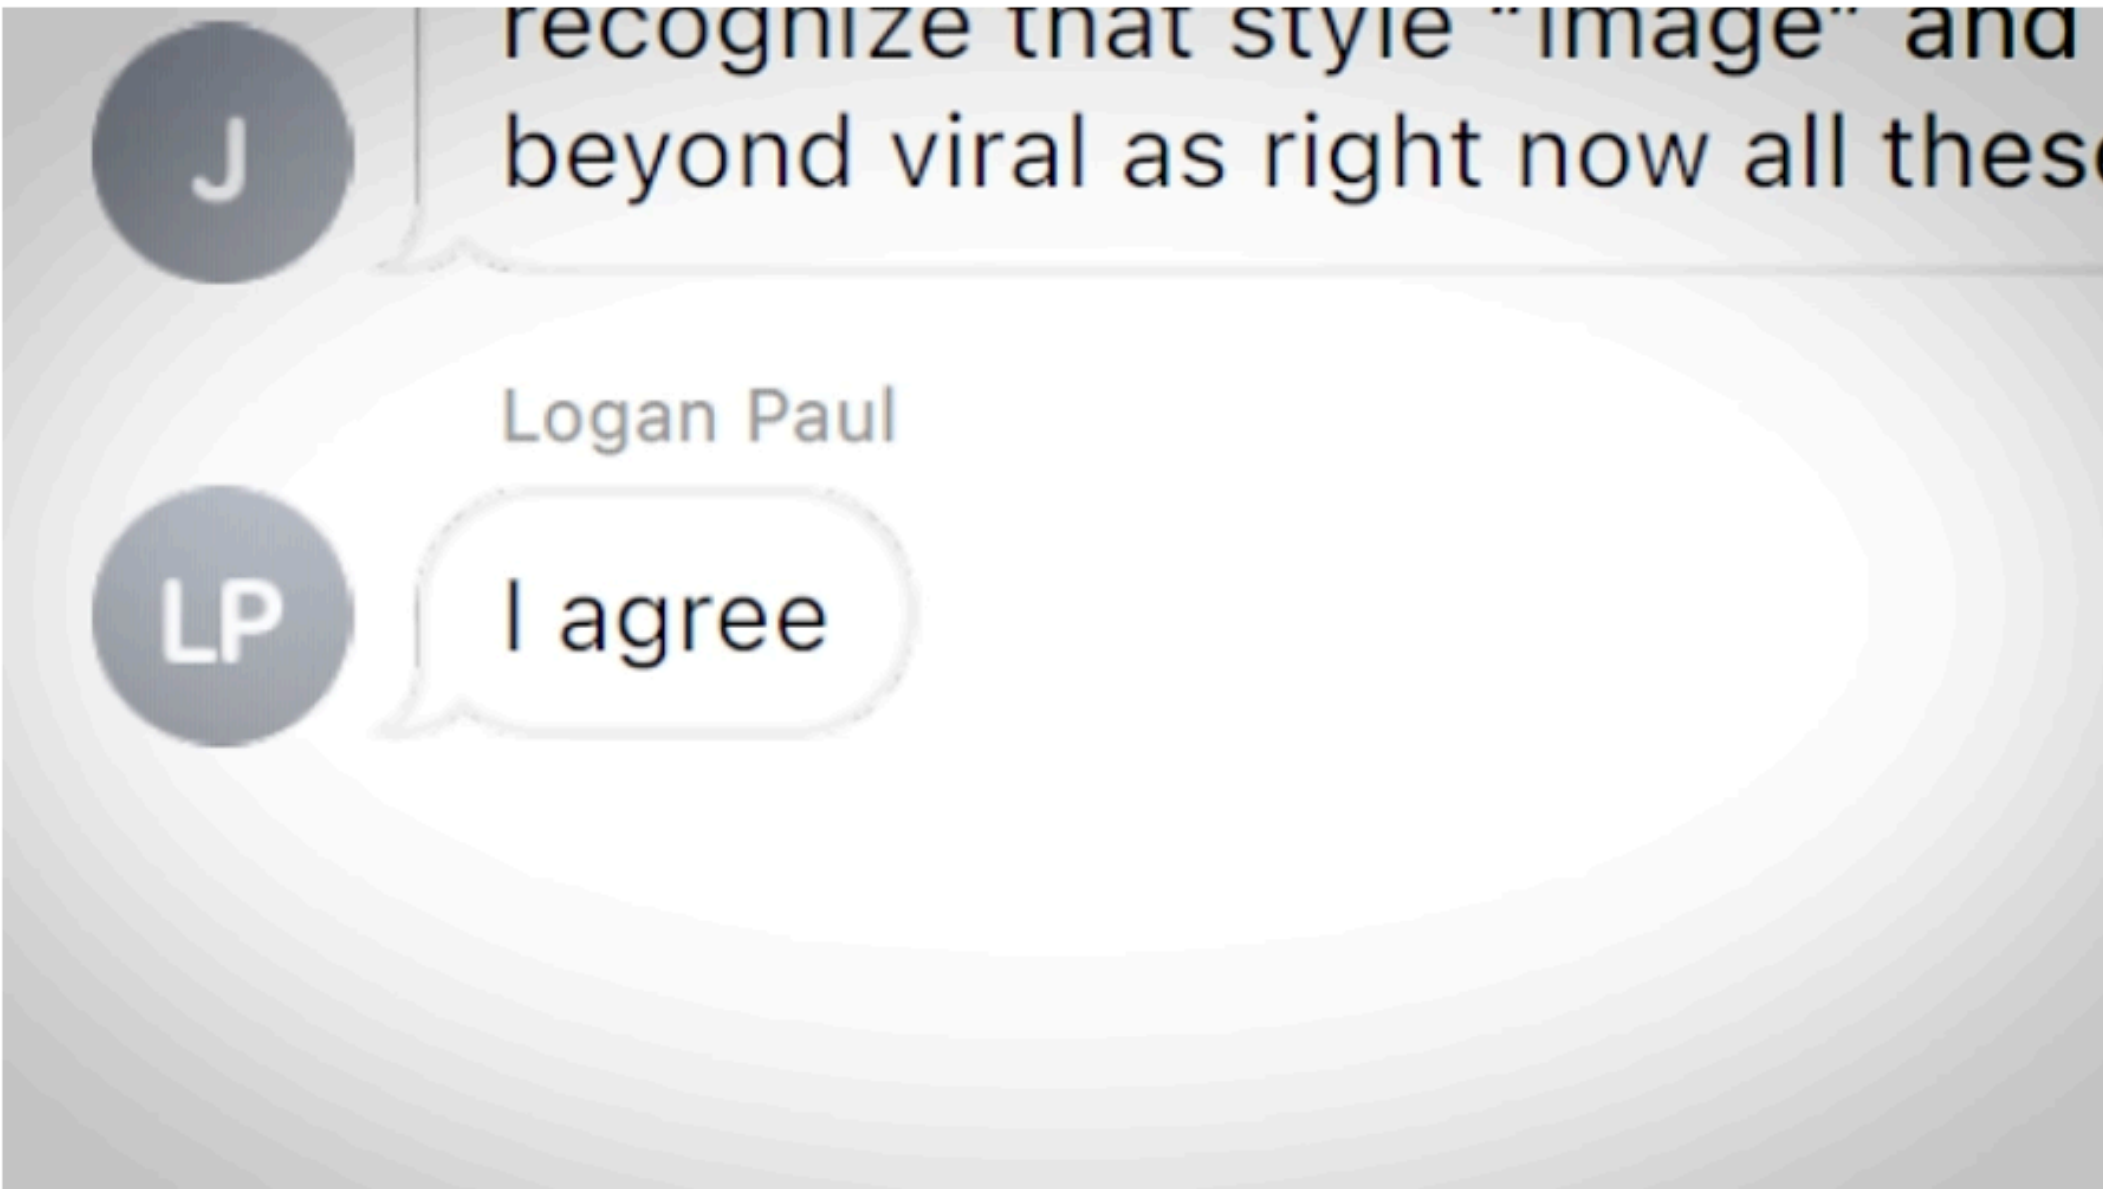 recognize that style "image" and
J
beyond viral as right now all these
Logan Paul
LP
I agree